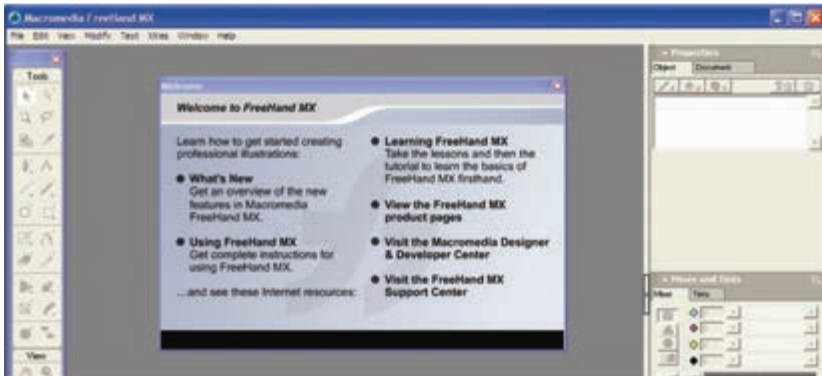 Macromedia FreeHand MX
File Edit View Modify Text Xtras Window Help
Tools
View
Welcome
Welcome to FreeHand MX
Learn how to get started creating
professional illustrations:
What's New
Get an overview of the new
features in Macromedia
FreeHand MX.
Using FreeHand MX
Get complete instructions for
using FreeHand MX.
...and see these Internet resources:
Learning FreeHand MX
Take the lessons and then the
tutorial to learn the basics of
FreeHand MX firsthand.
View the FreeHand MX
product pages
Visit the Macromedia Designer
& Developer Center
Visit the FreeHand MX
Support Center
Properties
Object Document
Mixer and Tints
Mixer Tints